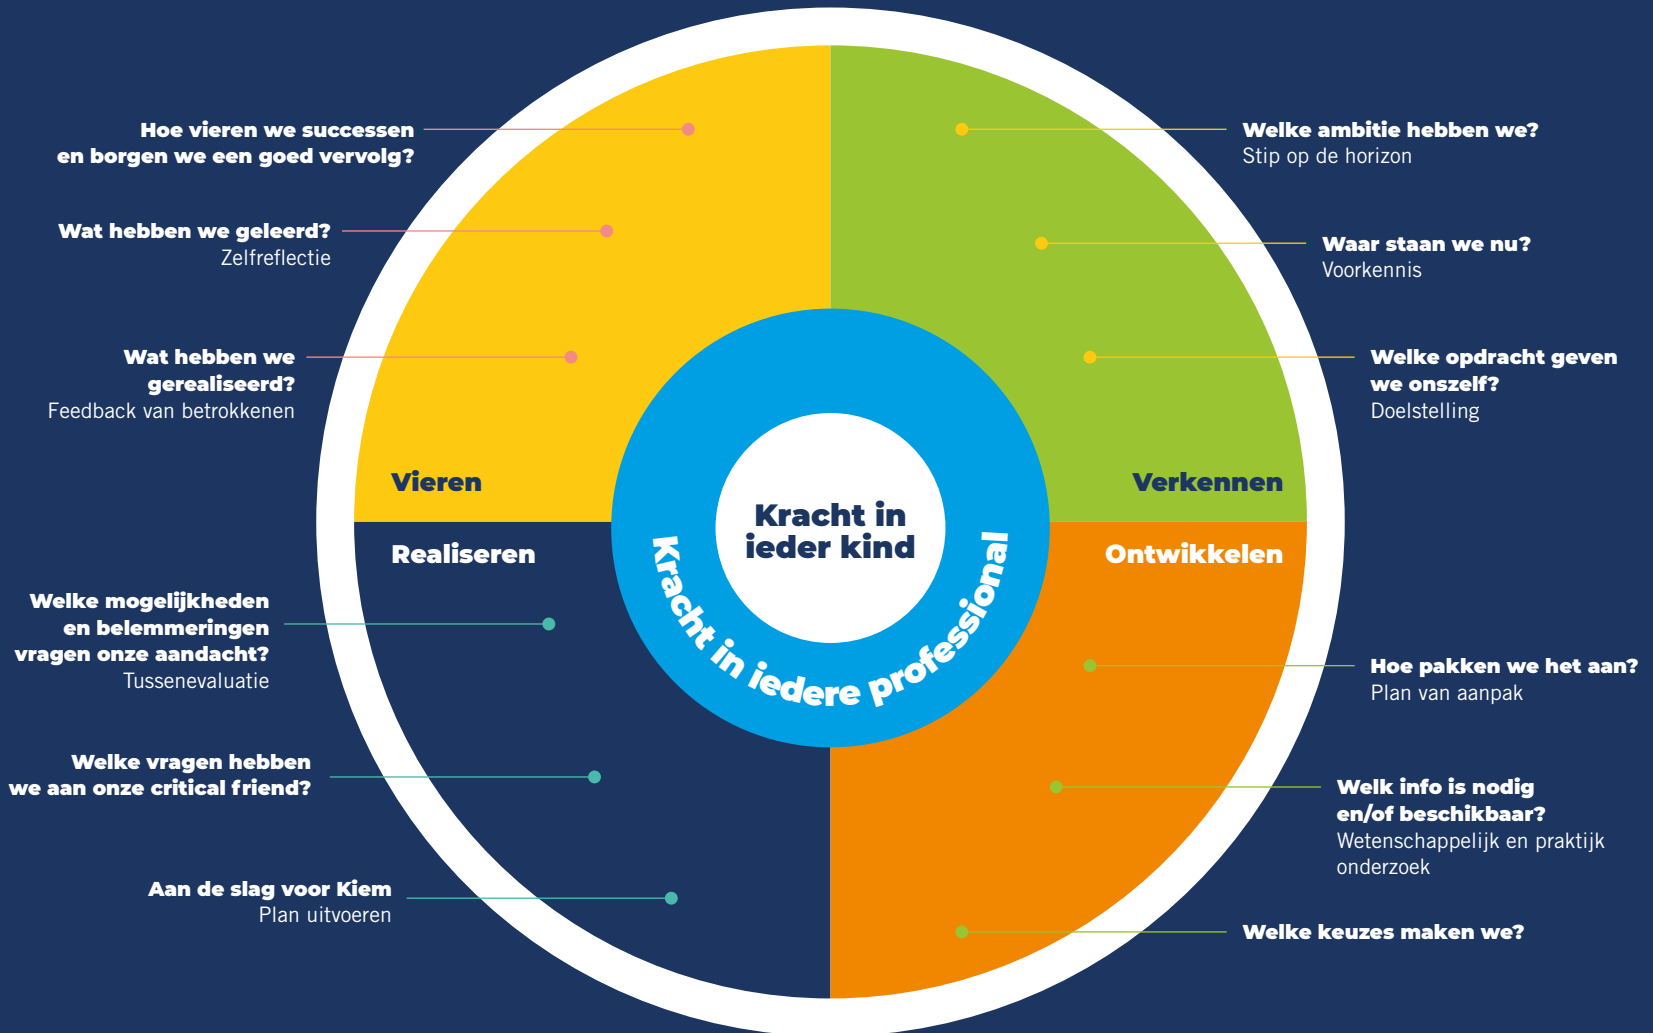 Hoe vieren we successen
en borgen we een goed vervolg?
Wat hebben we geleerd?
Zelfreflectie
Wat hebben we
gerealiseerd?
Feedback van betrokkenen
Vieren
Welke ambitie hebben we?
Stip op de horizon
Waar staan we nu?
Voorkennis
Welke opdracht geven
we onszelf?
Doelstelling
Verkennen
Kracht in
ieder kind
Kracht in iedere professional
Realiseren
Welke mogelijkheden
en belemmeringen
vragen onze aandacht?
Tussenevaluatie
Welke vragen hebben
we aan onze critical friend?
Aan de slag voor Kiem
Plan uitvoeren
Ontwikkelen
Hoe pakken we het aan?
Plan van aanpak
Welk info is nodig
en/of beschikbaar?
Wetenschappelijk en praktijk
onderzoek
Welke keuzes maken we?